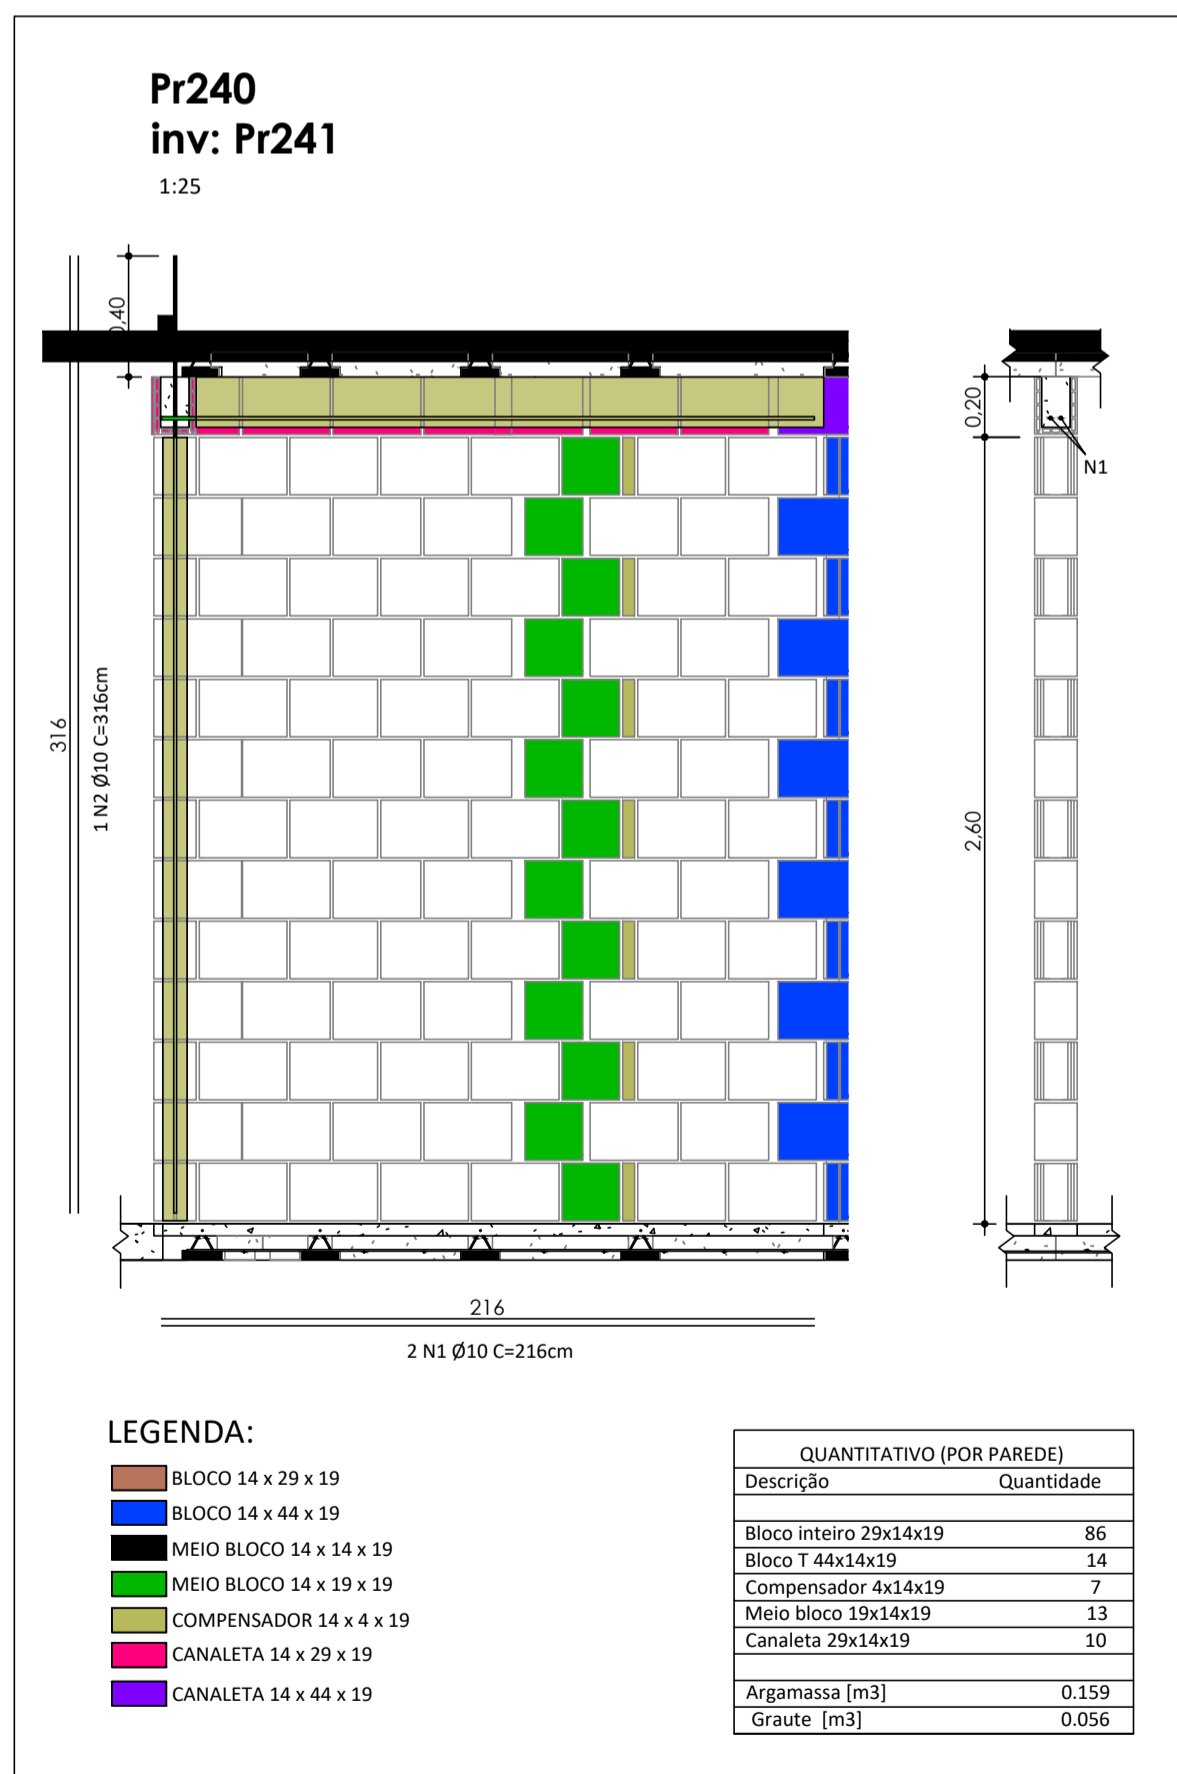 Pr240
inv: Pr241
1:25
0,40
316
1 N2 Ø10 C=316cm
0,20
N1
2,60
216
2 N1 Ø10 C=216cm
LEGENDA:
BLOCO 14 x 29 x 19
BLOCO 14 x 44 x 19
MEIO BLOCO 14 x 14 x 19
MEIO BLOCO 14 x 19 x 19
COMPENSADOR 14 x 4 x 19
CANALETA 14 x 29 x 19
CANALETA 14 x 44 x 19
QUANTITATIVO (POR PAREDE)
Descrição Quantidade
Bloco inteiro 29x14x19 86
Bloco T 44x14x19 14
Compensador 4x14x19 7
Meio bloco 19x14x19 13
Canaleta 29x14x19 10
Argamassa [m3] 0.159
Graute [m3] 0.056